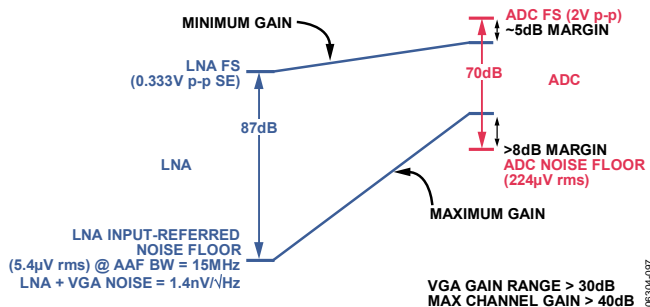 MINIMUM GAIN
ADC FS (2V p-p)
~5dB MARGIN
LNA FS
(0.333V p-p SE)
70dB
ADC
87dB
LNA
>8dB MARGIN
ADC NOISE FLOOR
(224µV rms)
MAXIMUM GAIN
LNA INPUT-REFERRED
NOISE FLOOR
(5.4µV rms) @ AAF BW = 15MHz
LNA + VGA NOISE = 1.4nV/√Hz
VGA GAIN RANGE > 30dB
MAX CHANNEL GAIN > 40dB
06304-097